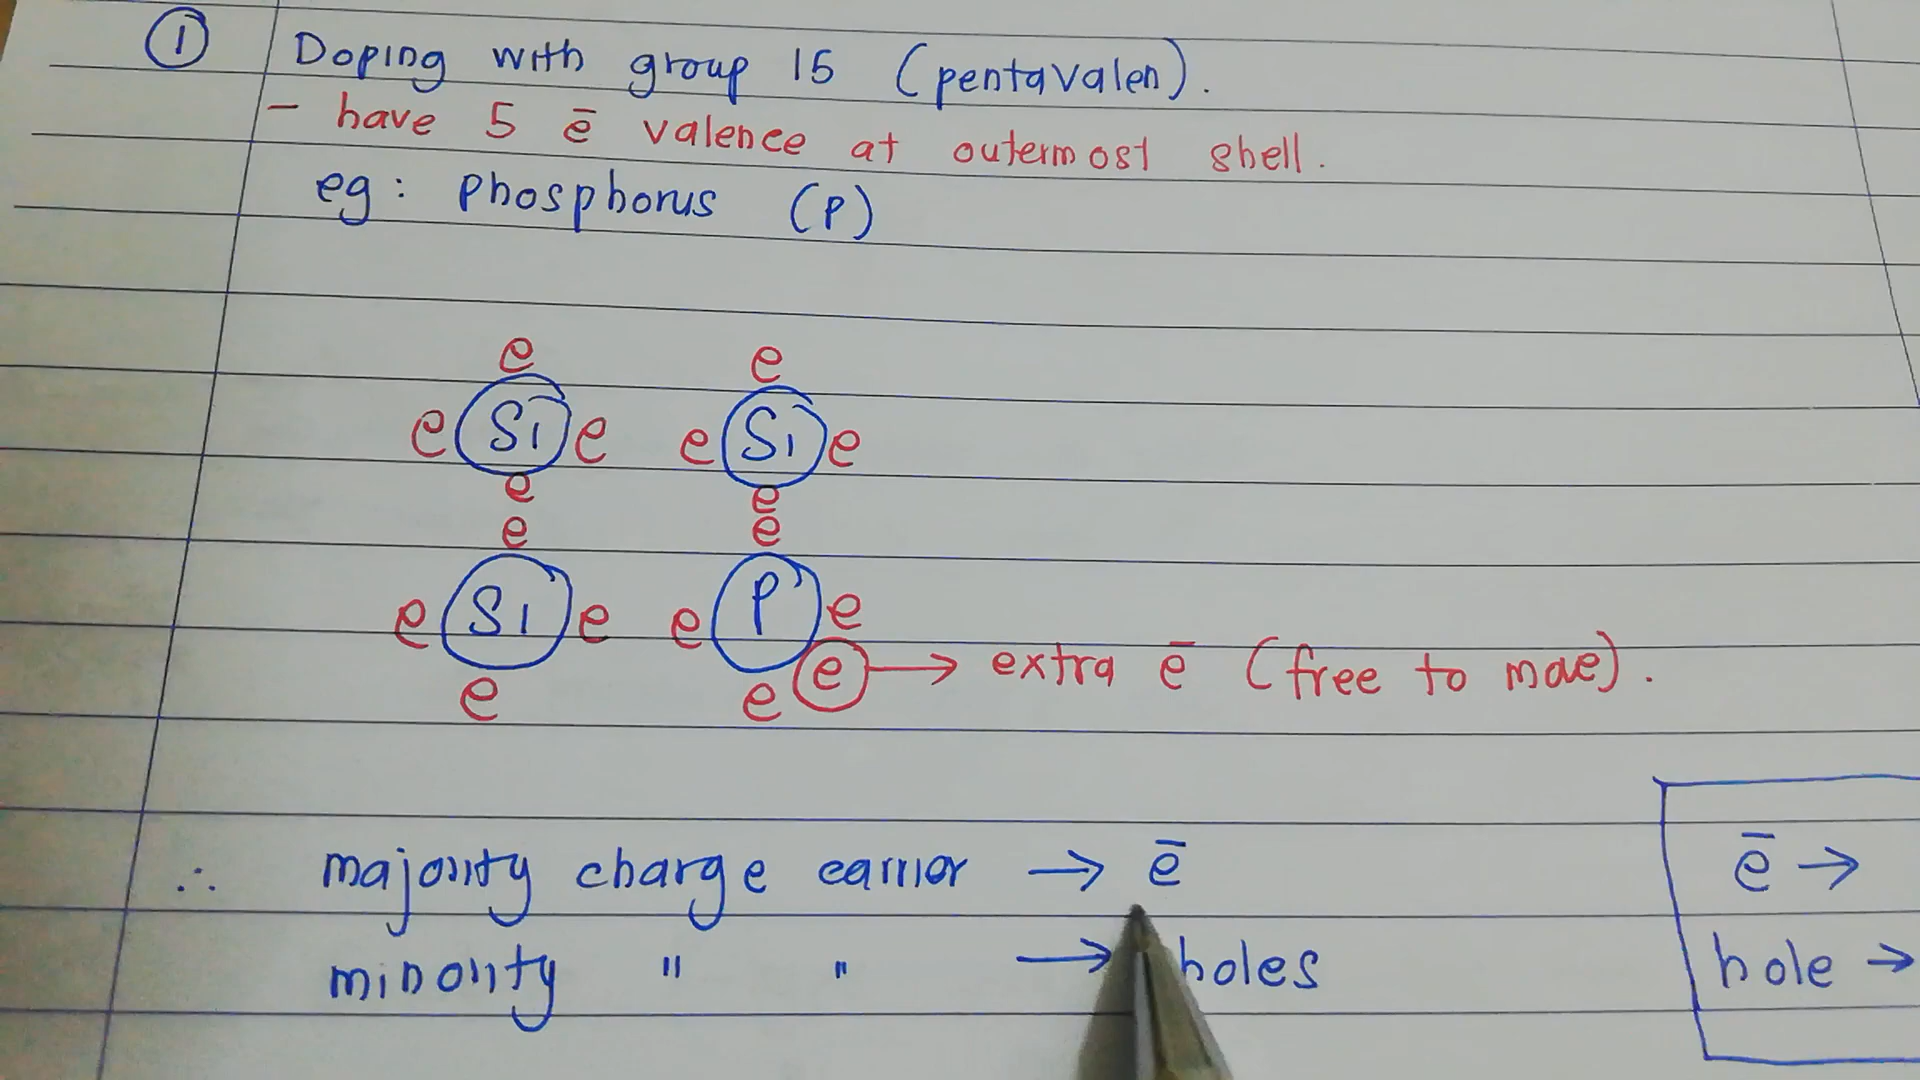 1 Doping with group 15 (pentavalen).
- have 5 ē valence at outermost shell.
eg: phosphorus (P)
e e
e Si e e Si e
e e
e e
e Si e e P e
e e e → extra ē (free to move).
∴ majority charge carrier → ē
minority " " → holes
ē →
hole →